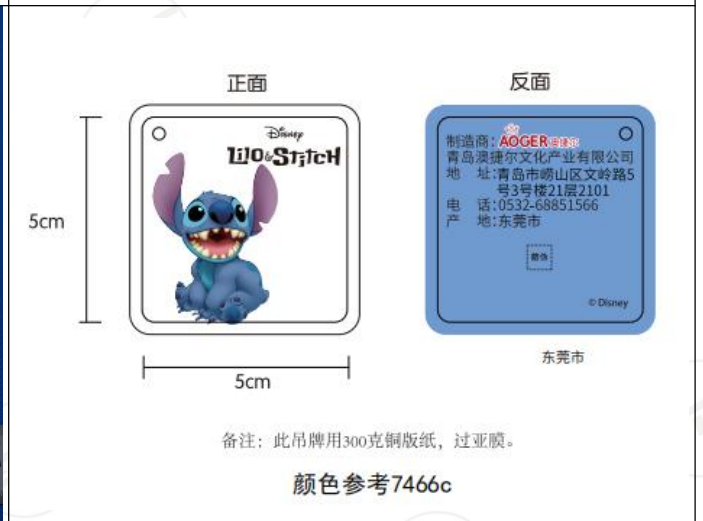 正面
反面
Disney
LILO & STITCH
制造商: AOGER 澳捷尔
青岛澳捷尔文化产业有限公司
地 址:青岛市崂山区文岭路5
号3号楼21层2101
电 话:0532-68851566
产 地:东莞市
© Disney
5cm
东莞市
5cm
备注：此吊牌用300克铜版纸，过亚膜。
颜色参考7466c